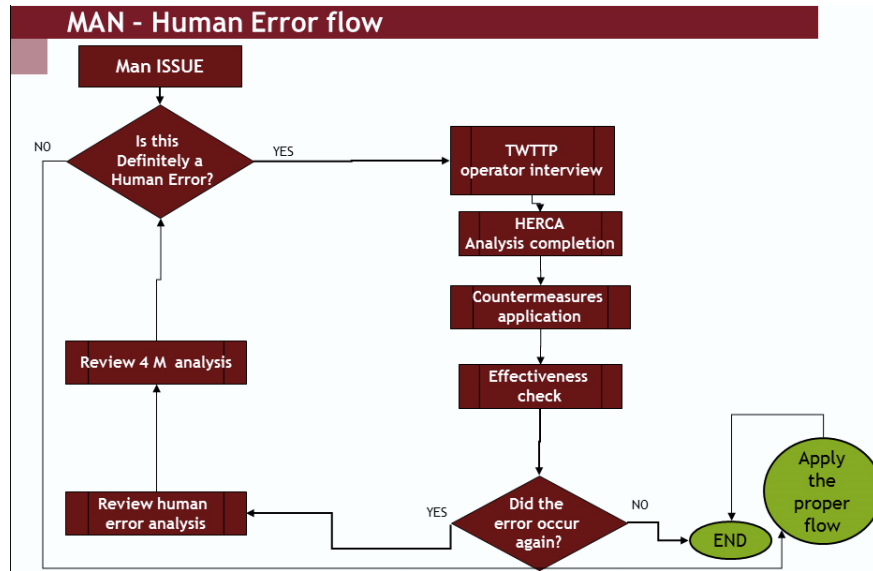 MAN - Human Error flow
Man ISSUE
Is this
Definitely a
Human Error?
NO
YES
TWTTP
operator interview
HERCA
Analysis completion
Countermeasures
application
Effectiveness
check
Did the
error occur
again?
YES
NO
Review human
error analysis
Review 4 M  analysis
END
Apply
the
proper
flow